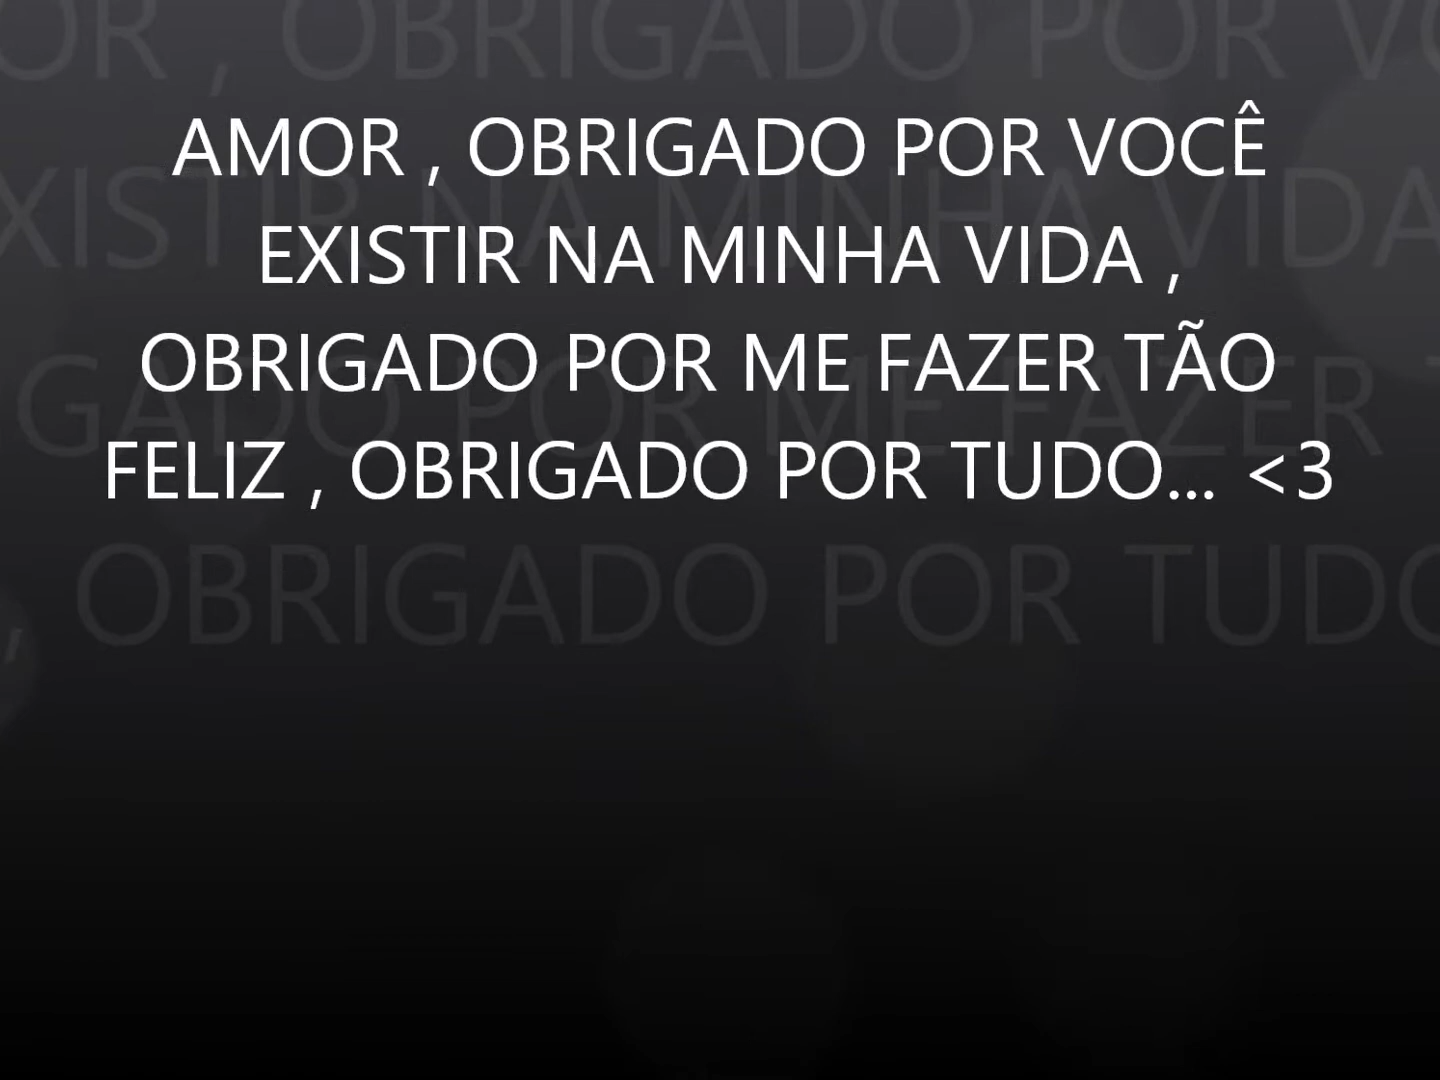 AMOR , OBRIGADO POR VOCÊ
EXISTIR NA MINHA VIDA ,
OBRIGADO POR ME FAZER TÃO
FELIZ , OBRIGADO POR TUDO... <3